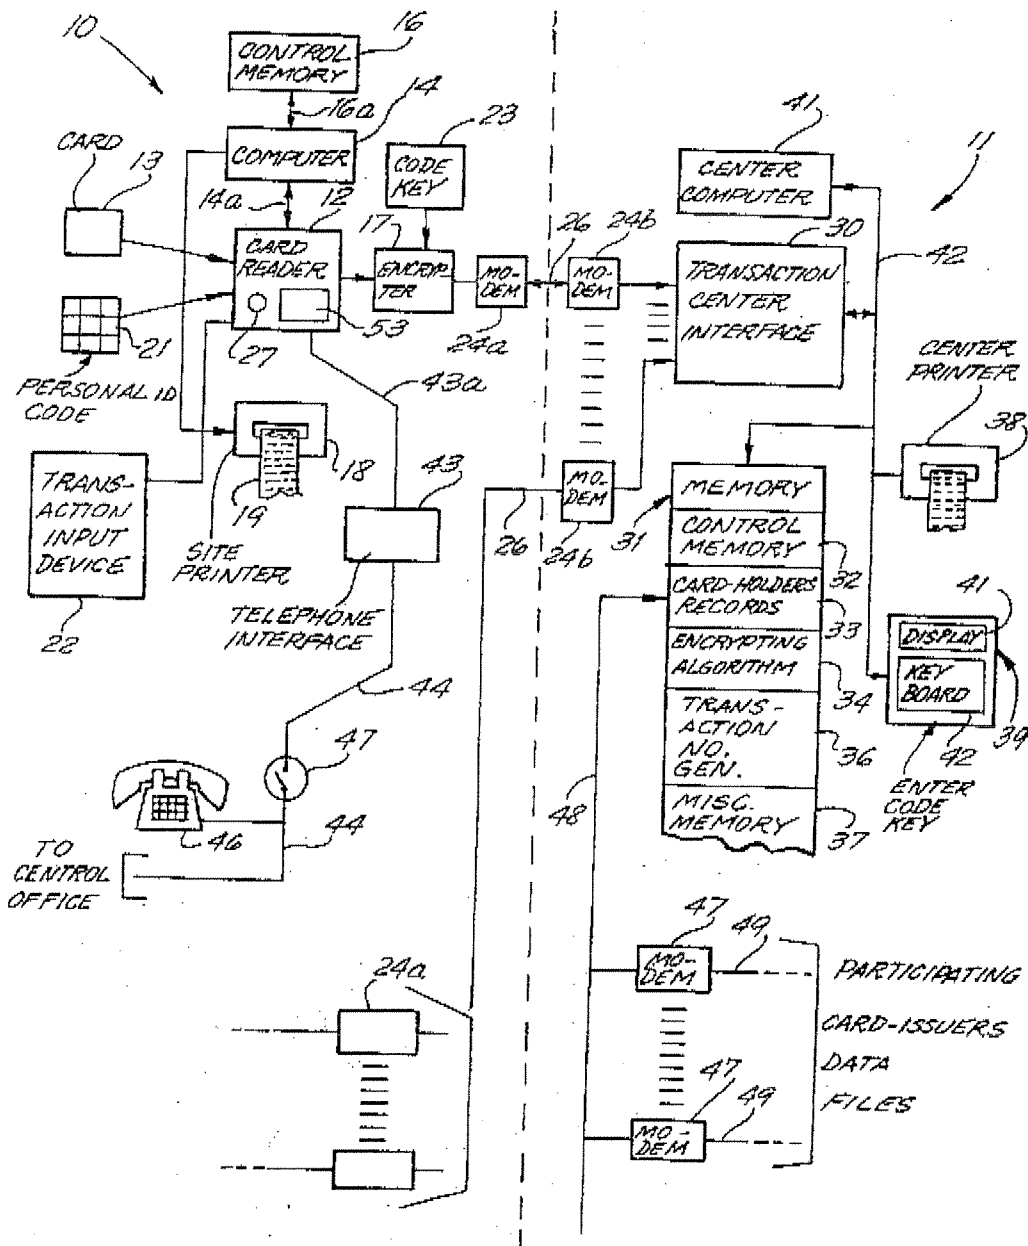 10
CONTROL
MEMORY
16
16a
14
COMPUTER
23
CODE
KEY
CARD
13
14a
12
CARD
READER
27
53
17
ENCRYP-
TER
MO-
DEM
24a
26
24b
MO-
DEM
41
CENTER
COMPUTER
11
30
TRANSACTION
CENTER
INTERFACE
42
21
PERSONAL ID
CODE
43a
18
19
SITE
PRINTER
TRANS-
ACTION
INPUT
DEVICE
22
43
TELEPHONE
INTERFACE
44
47
46
44
TO
CENTRAL
OFFICE
26
MO-
DEM
24b
CENTER
PRINTER
38
31
MEMORY
CONTROL
MEMORY
32
CARD-HOLDERS
RECORDS
33
ENCRYPTING
ALGORITHM
34
TRANS-
ACTION
NO.
GEN.
36
MISC.
MEMORY
37
41
DISPLAY
KEY
BOARD
42
39
ENTER
CODE
KEY
48
24a
47
MO-
DEM
49
47
MO-
DEM
49
PARTICIPATING
CARD-ISSUERS
DATA
FILES